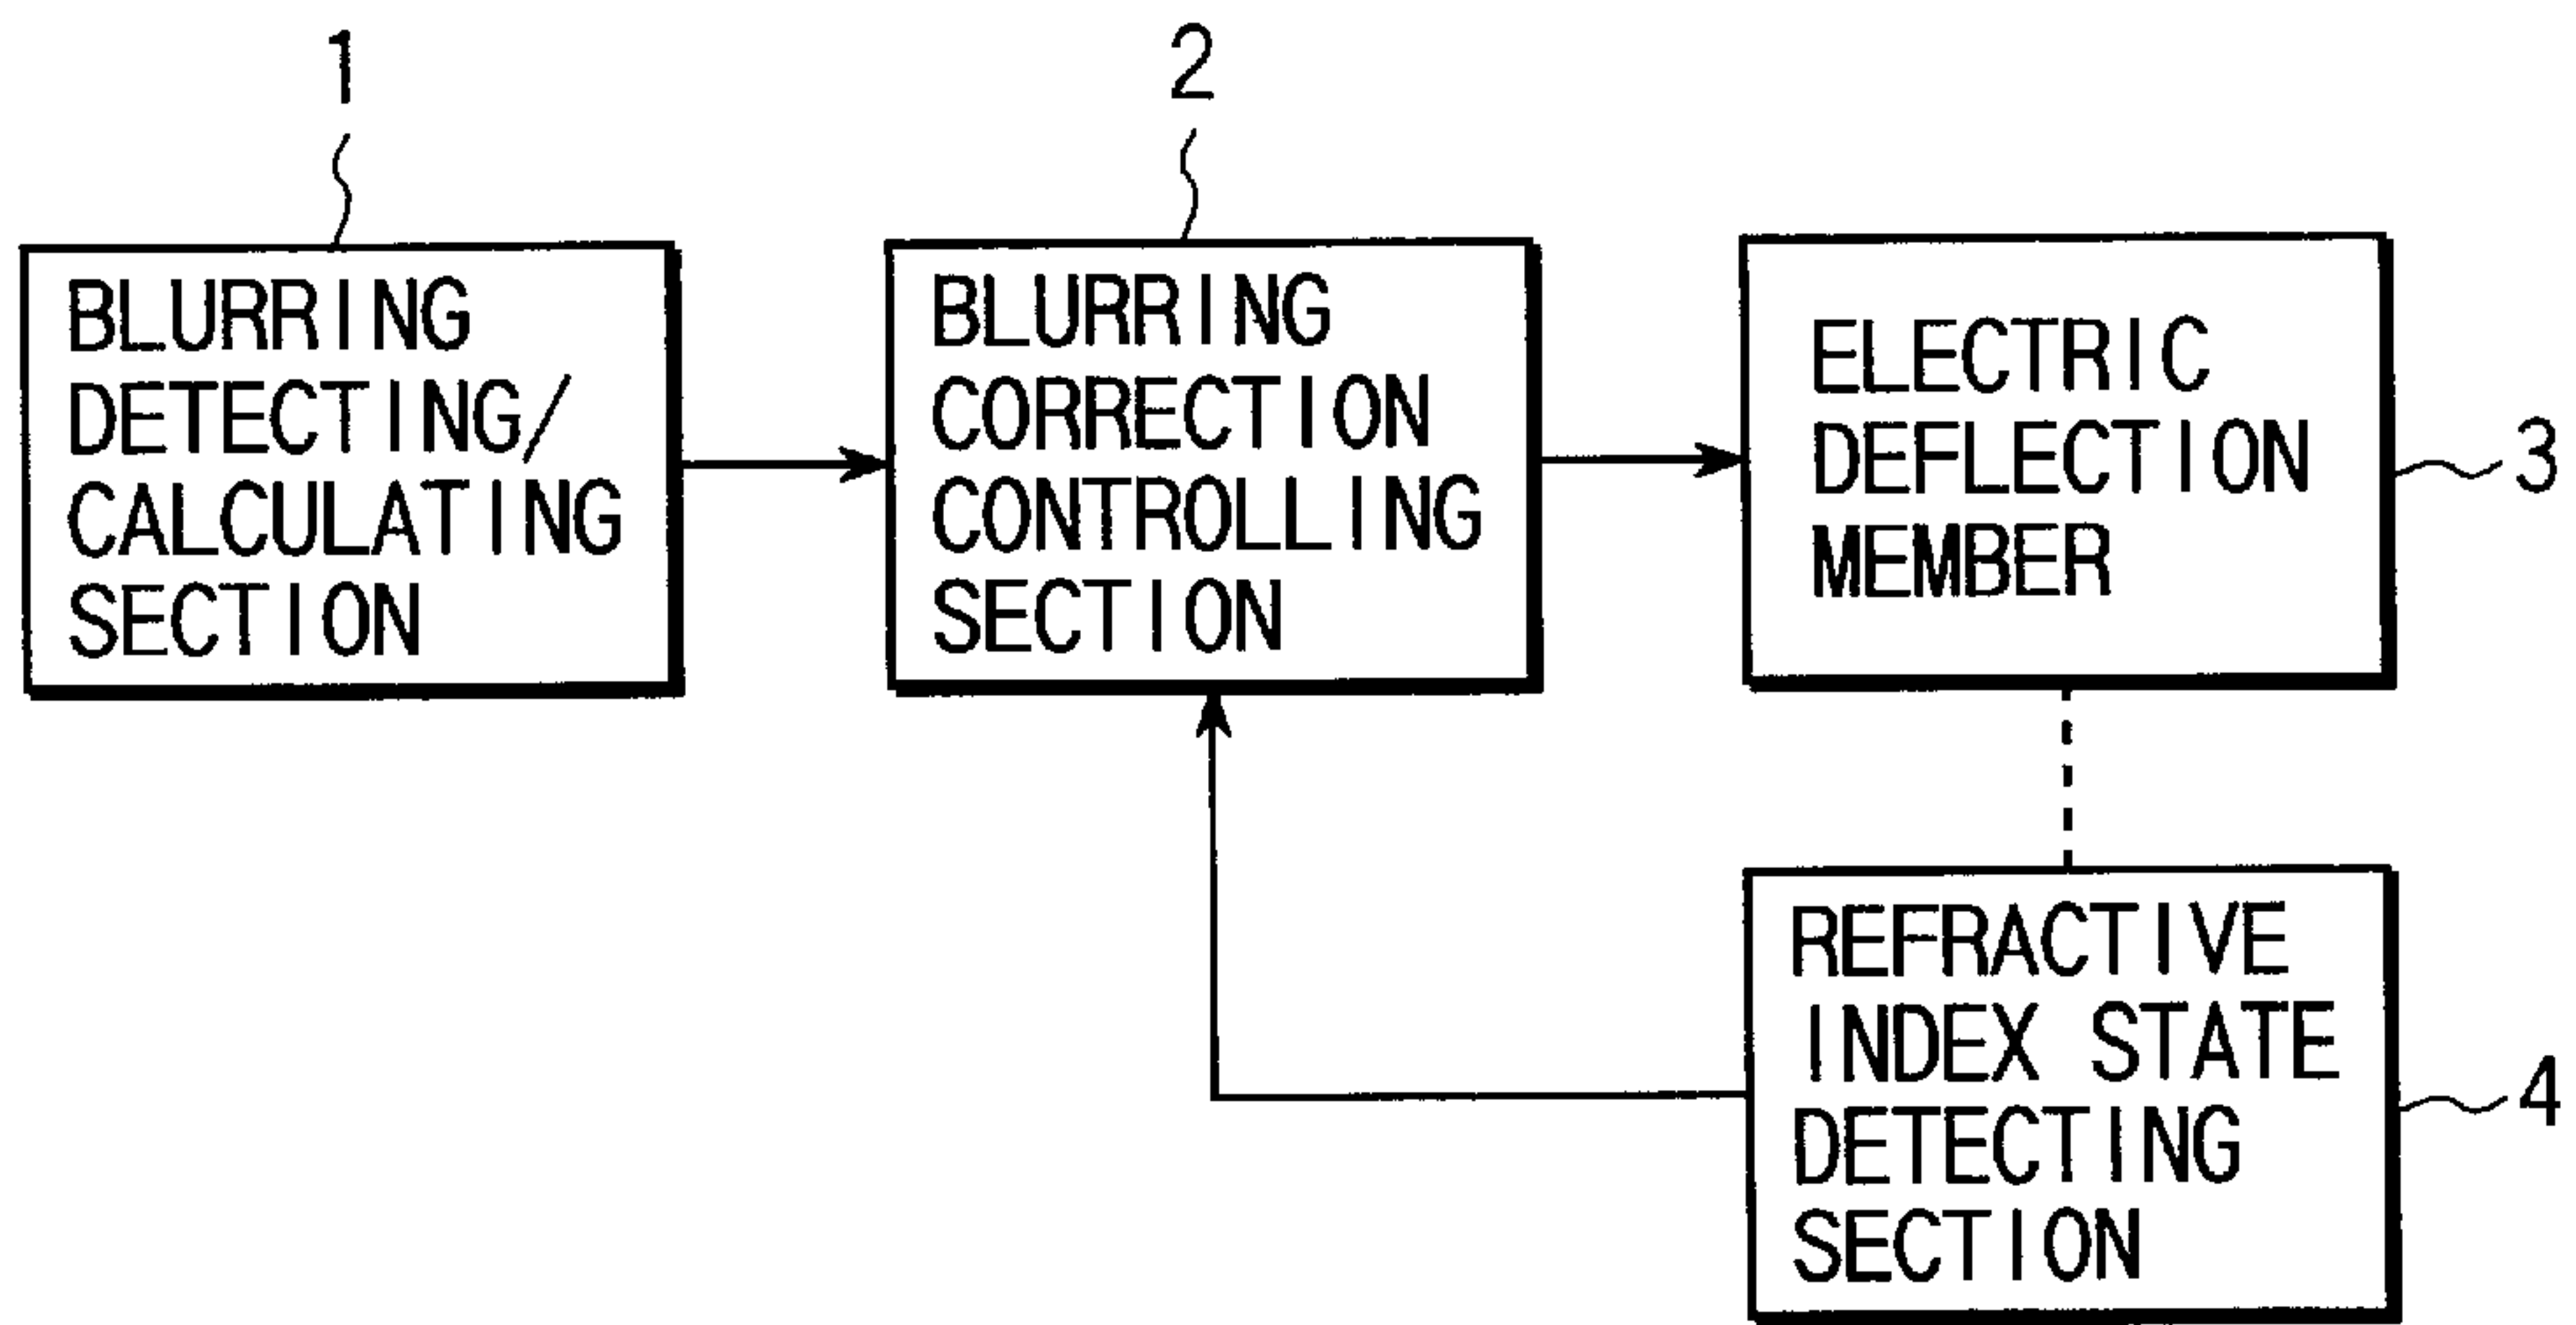 1
BLURRING
DETECTING/
CALCULATING
SECTION
2
BLURRING
CORRECTION
CONTROLLING
SECTION
ELECTRIC
DEFLECTION
MEMBER
3
REFRACTIVE
INDEX STATE
DETECTING
SECTION
4